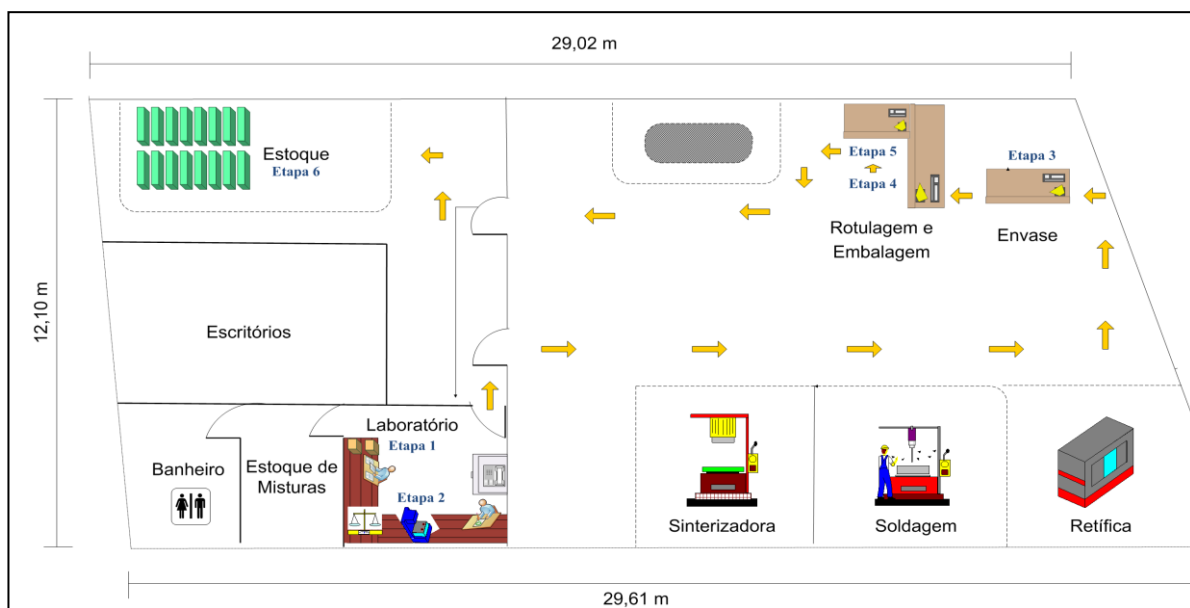 29,02 m
Estoque
Etapa 6
Etapa 5
Etapa 4
Etapa 3
Rotulagem e
Embalagem
Envase
12,10 m
Escritórios
Laboratório
Etapa 1
Banheiro
Estoque de
Misturas
Etapa 2
Sinterizadora
Soldagem
Retífica
29,61 m